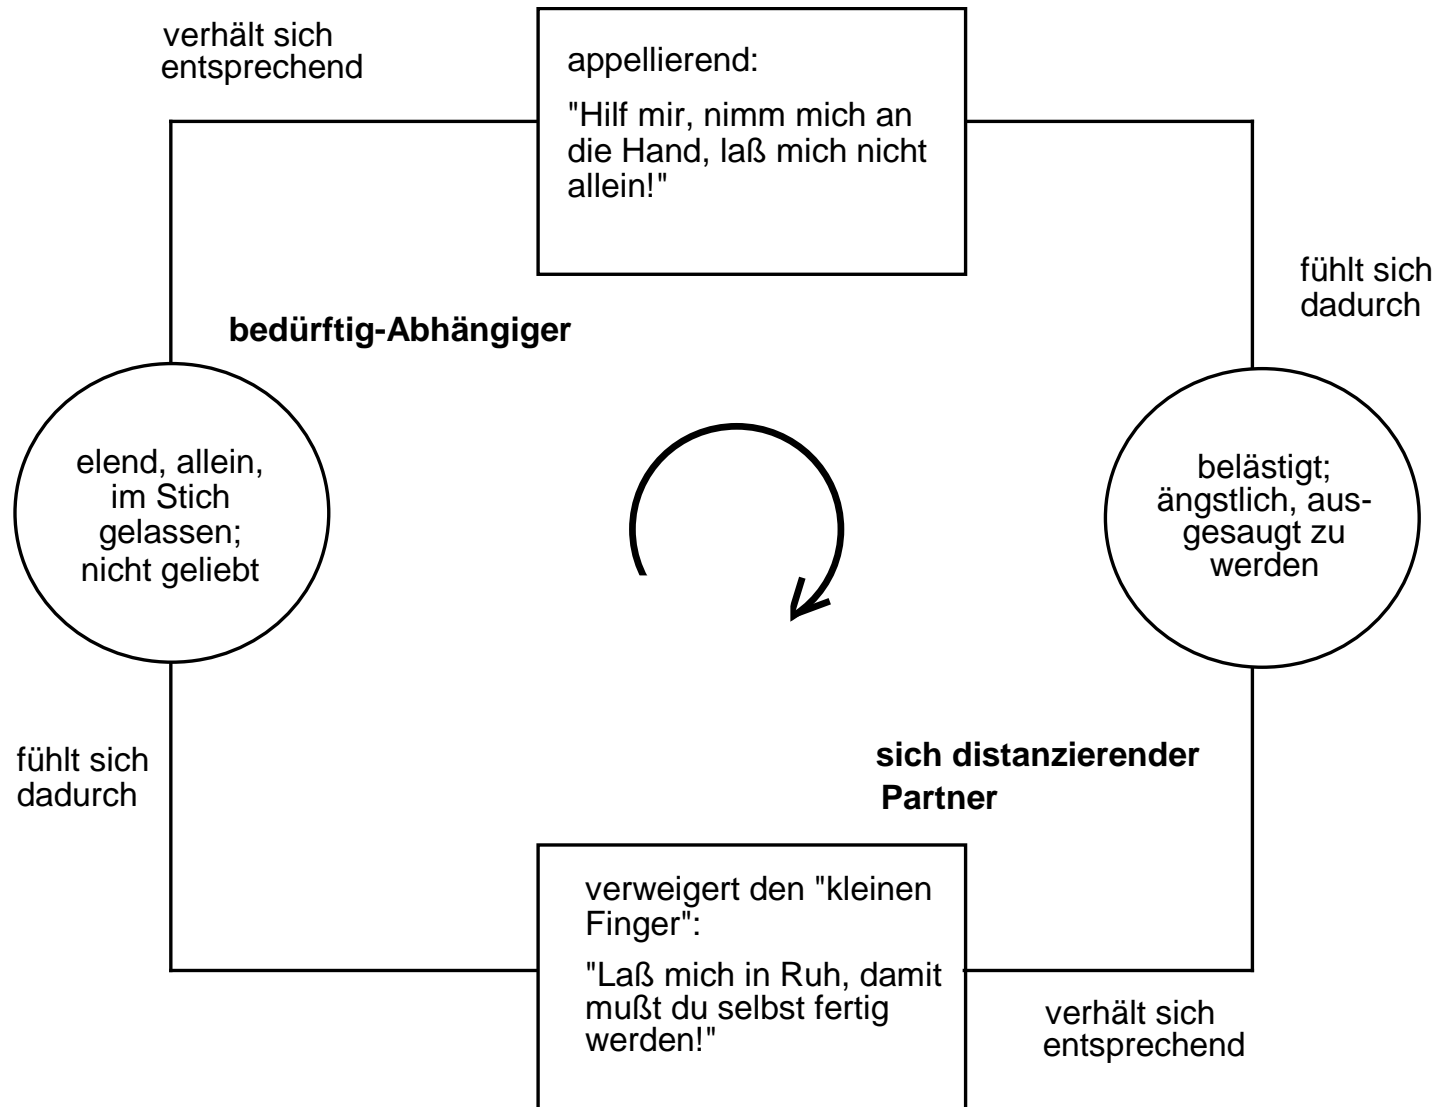 verhält sich
entsprechend
appellierend:
"Hilf mir, nimm mich an
die Hand, laß mich nicht
allein!"
fühlt sich
dadurch
bedürftig-Abhängiger
elend, allein,
im Stich
gelassen;
nicht geliebt
belästigt;
ängstlich, aus-
gesaugt zu
werden
fühlt sich
dadurch
sich distanzierender
Partner
verweigert den "kleinen
Finger":
"Laß mich in Ruh, damit
mußt du selbst fertig
werden!"
verhält sich
entsprechend